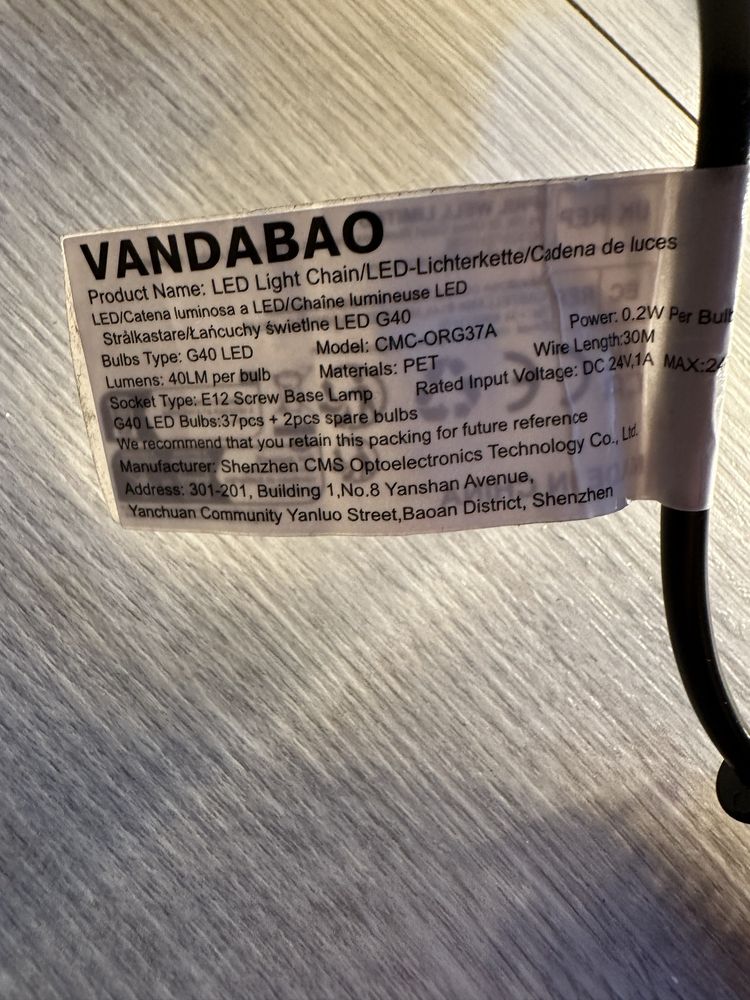 VANDABAO
Product Name: LED Light Chain/LED-Lichterkette/Cadena de luces
LED/Catena luminosa a LED/Chaîne lumineuse LED
Strålkastare/Łańcuchy świetlne LED G40
Bulbs Type: G40 LED Model: CMC-ORG37A Power: 0.2W Per Bulb
Lumens: 40LM per bulb Materials: PET Wire Length:30M
Socket Type: E12 Screw Base Lamp Rated Input Voltage: DC 24V,1A MAX:24
G40 LED Bulbs:37pcs + 2pcs spare bulbs
We recommend that you retain this packing for future reference
Manufacturer: Shenzhen CMS Optoelectronics Technology Co., Ltd.
Address: 301-201, Building 1,No.8 Yanshan Avenue,
Yanchuan Community Yanluo Street,Baoan District, Shenzhen